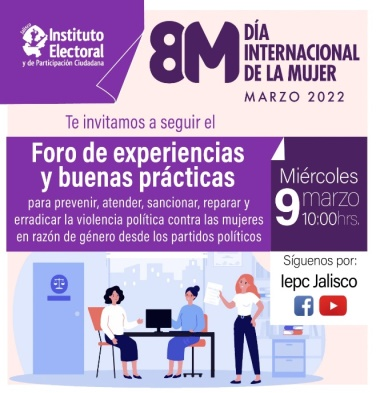 Jalisco
Instituto
Electoral
y de Participación Ciudadana
8M
DÍA
INTERNACIONAL
DE LA MUJER
MARZO 2022
Te invitamos a seguir el
Foro de experiencias
y buenas prácticas
para prevenir, atender, sancionar, reparar y
erradicar la violencia política contra las mujeres
en razón de género desde los partidos políticos
Miércoles
9 marzo
10:00hrs.
Síguenos por:
Iepc Jalisco